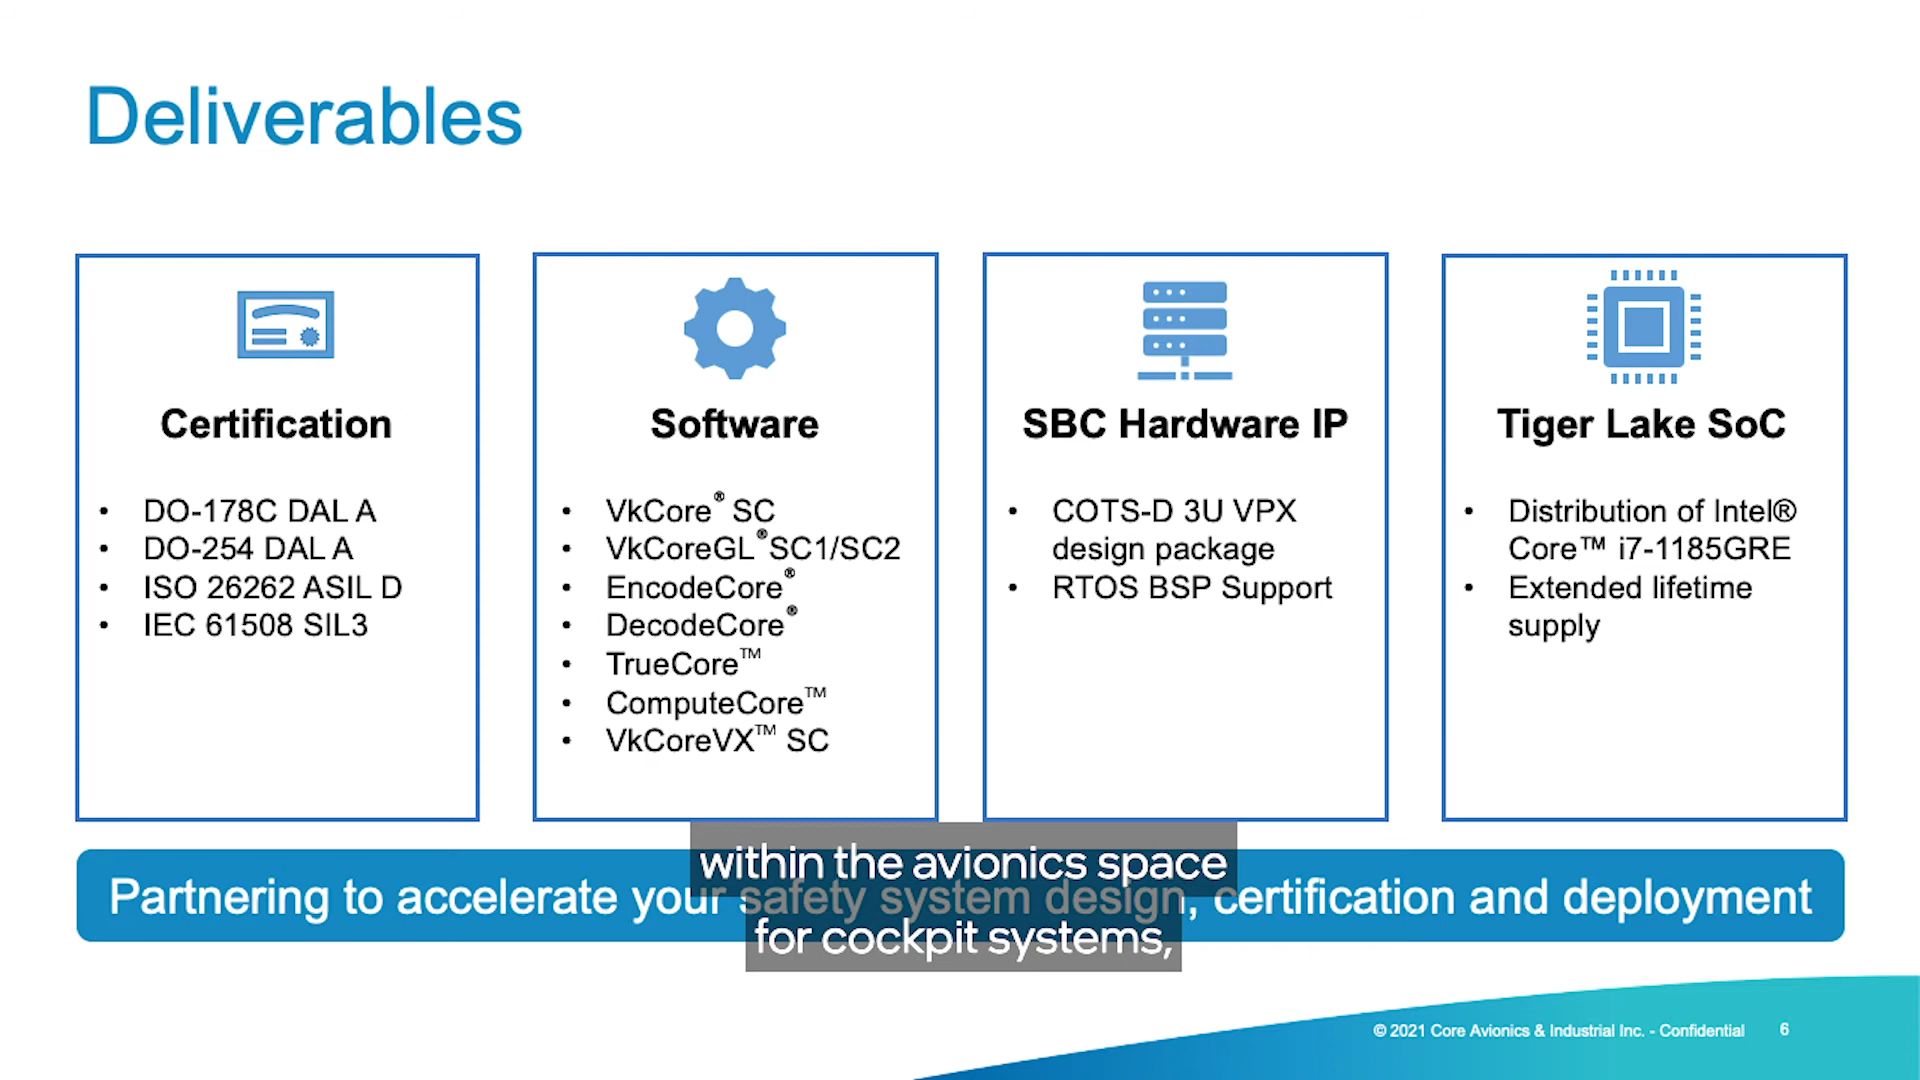 Deliverables
Certification
• DO-178C DAL A
• DO-254 DAL A
• ISO 26262 ASIL D
• IEC 61508 SIL3
Software
• VkCore® SC
• VkCoreGL®SC1/SC2
• EncodeCore®
• DecodeCore®
• TrueCore™
• ComputeCore™
• VkCoreVX™ SC
SBC Hardware IP
• COTS-D 3U VPX
design package
• RTOS BSP Support
Tiger Lake SoC
• Distribution of Intel®
Core™ i7-1185GRE
• Extended lifetime
supply
Partnering to accelerate your safety system design, certification and deployment
within the avionics space
for cockpit systems,
© 2021 Core Avionics & Industrial Inc. - Confidential
6